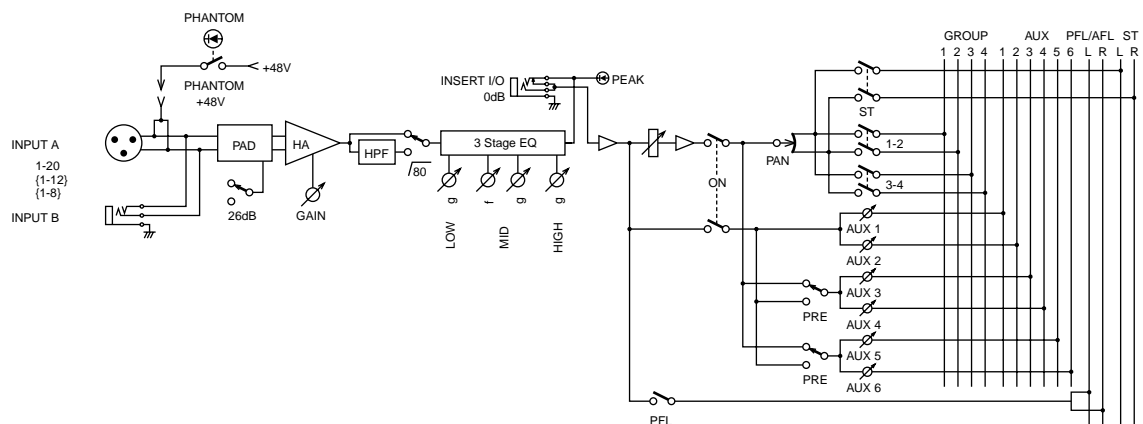 PHANTOM
+48V
PHANTOM
+48V
INPUT A
1-20
{1-12}
{1-8}
INPUT B
PAD
26dB
HA
GAIN
HPF
80
3 Stage EQ
g
f
g
g
LOW
MID
HIGH
INSERT I/O
0dB
PEAK
ON
PAN
ST
1-2
3-4
AUX 1
AUX 2
AUX 3
PRE
AUX 4
AUX 5
PRE
AUX 6
PFL
GROUP AUX PFL/AFL ST
1 2 3 4 1 2 3 4 5 6 L R L R